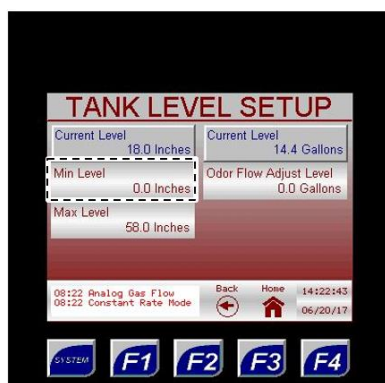 TANK LEVEL SETUP
Current Level
18.0 Inches
Current Level
14.4 Gallons
Min Level
0.0 Inches
Odor Flow Adjust Level
0.0 Gallons
Max Level
58.0 Inches
08:22 Analog Gas Flow
08:22 Constant Rate Mode
Back
Home
14:22:43
06/20/17
SYSTEM
F1
F2
F3
F4